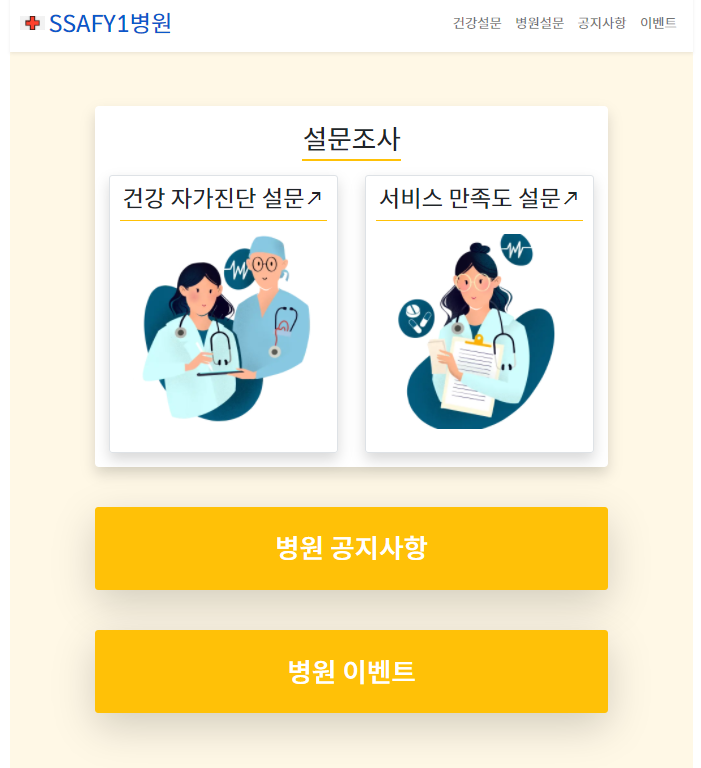 SSAFY1병원
건강설문 병원설문 공지사항 이벤트
설문조사
건강 자가진단 설문↗
서비스 만족도 설문↗
병원 공지사항
병원 이벤트